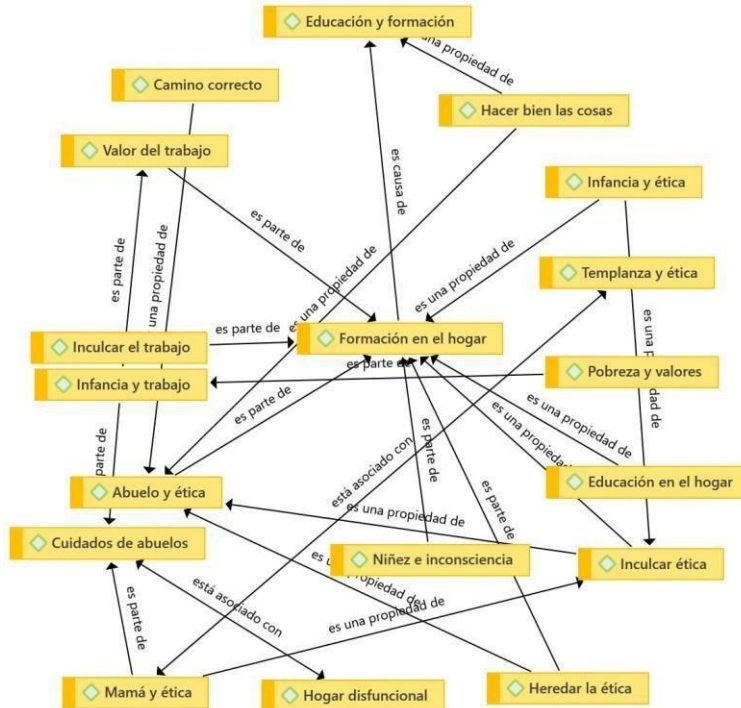 Educación y formación
una propiedad de
Camino correcto
Hacer bien las cosas
Valor del trabajo
es causa de
Infancia y ética
es parte de
es una propiedad de
Templanza y ética
es parte de
una propiedad de
es una propiedad de
es una propiedad de
Inculcar el trabajo
es parte de
Formación en el hogar
es parte de
Infancia y trabajo
Pobreza y valores
es parte de
es una propiedad de
está asociado con
es parte de
es una
parte de
Abuelo y ética
es parte de
Educación en el hogar
es una propiedad de
Cuidados de abuelos
Niñez e inconsciencia
Inculcar ética
es parte de
está asociado con
es una propiedad de
Mamá y ética
Hogar disfuncional
Heredar la ética